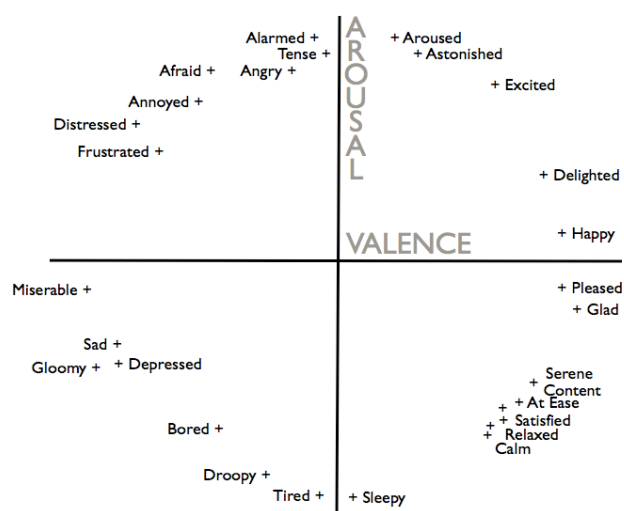 Alarmed +
+ Aroused
Tense +
+ Astonished
Afraid +
Angry +
+ Excited
Annoyed +
Distressed +
Frustrated +
AROUSAL
+ Delighted
+ Happy
VALENCE
Miserable +
+ Pleased
+ Glad
Sad +
+ Depressed
Gloomy +
+ Serene
Content
+ At Ease
+ Satisfied
+ Relaxed
Calm
Bored +
Droopy +
Tired +
+ Sleepy